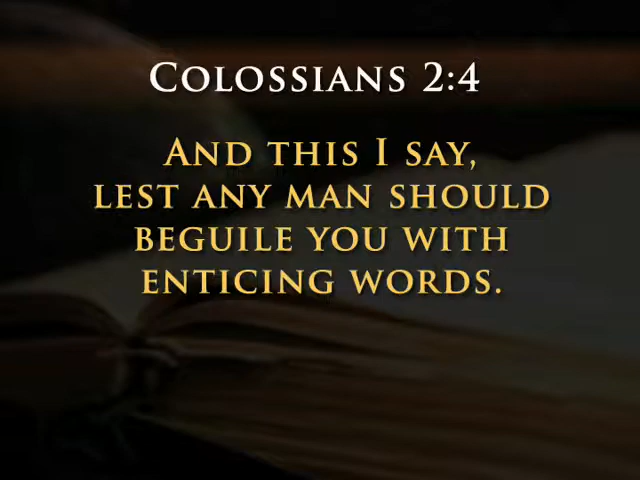 Colossians 2:4
And this I say,
lest any man should
beguile you with
enticing words.